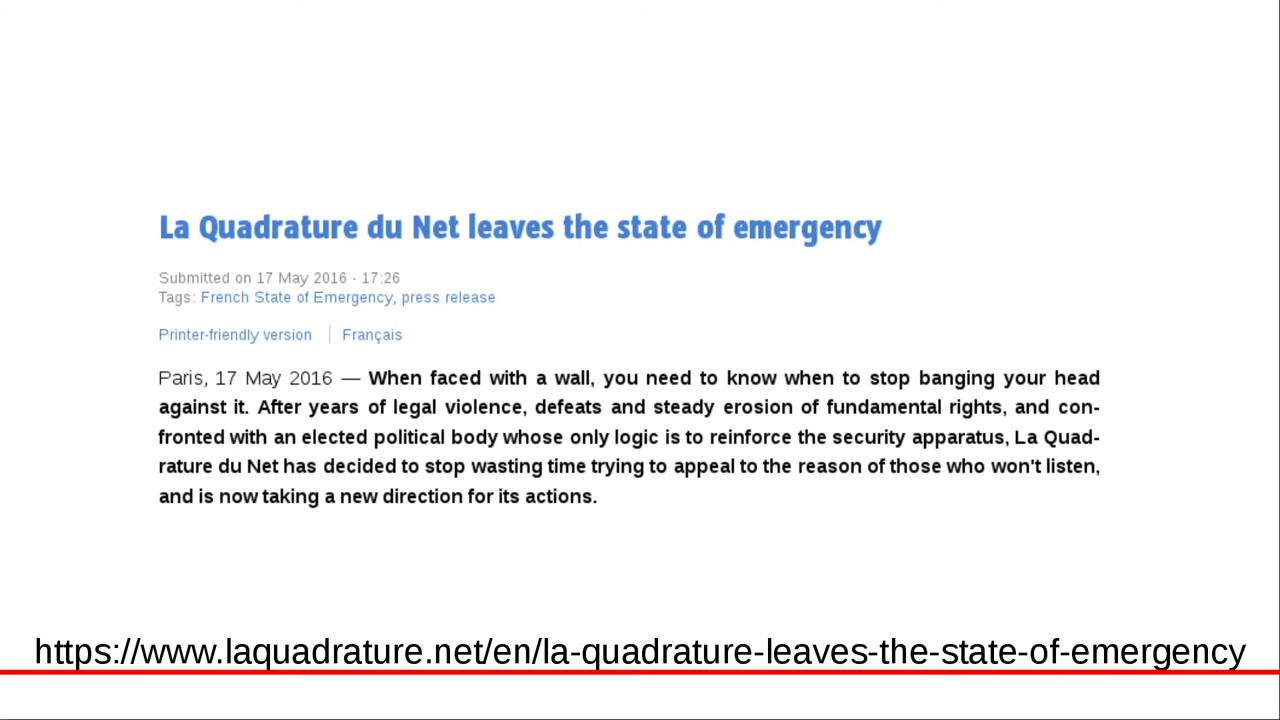 La Quadrature du Net leaves the state of emergency
Submitted on 17 May 2016 - 17:26
Tags: French State of Emergency, press release
Printer-friendly version Français
Paris, 17 May 2016 — When faced with a wall, you need to know when to stop banging your head
against it. After years of legal violence, defeats and steady erosion of fundamental rights, and con-
fronted with an elected political body whose only logic is to reinforce the security apparatus, La Quad-
rature du Net has decided to stop wasting time trying to appeal to the reason of those who won't listen,
and is now taking a new direction for its actions.
https://www.laquadrature.net/en/la-quadrature-leaves-the-state-of-emergency